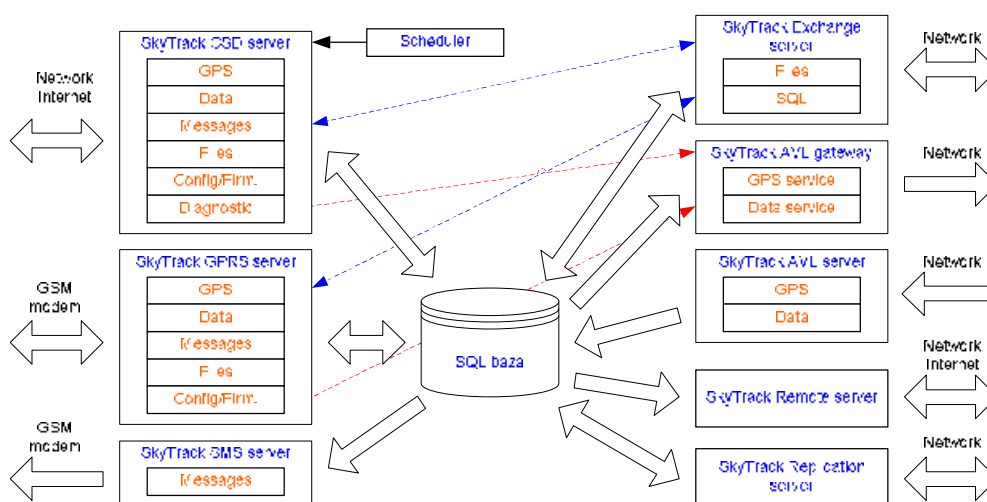 SkyTrack CSD server
GPS
Data
Messages
Files
Config/Firm.
Diagnostic
Scheduler
Network
Internet
SkyTrack GPRS server
GPS
Data
Messages
Files
Config/Firm.
GSM
modem
SkyTrack SMS server
Messages
GSM
modem
SQL baza
SkyTrack Exchange
server
Files
SQL
Network
SkyTrack AVL gateway
GPS service
Data service
Network
SkyTrack AVL server
GPS
Data
Network
SkyTrack Remote server
Network
Internet
SkyTrack Replication
server
Network